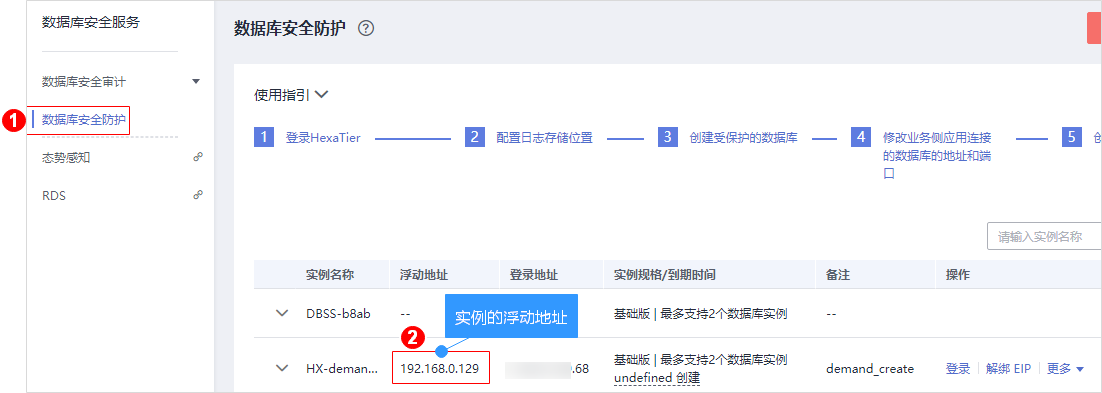 数据库安全服务
数据库安全审计
1
数据库安全防护
态势感知
RDS
数据库安全防护 ?
使用指引
1 登录HexaTier
2 配置日志存储位置
3 创建受保护的数据库
4 修改业务侧应用连接
的数据库的地址和端
口
5
请输入实例名称
实例名称 浮动地址 登录地址 实例规格/到期时间 备注 操作
DBSS-b8ab -- 基础版 | 最多支持2个数据库实例 --
实例的浮动地址
2
HX-deman... 192.168.0.129 .68 基础版 | 最多支持2个数据库实例
undefined 创建
demand_create 登录 解绑 EIP 更多